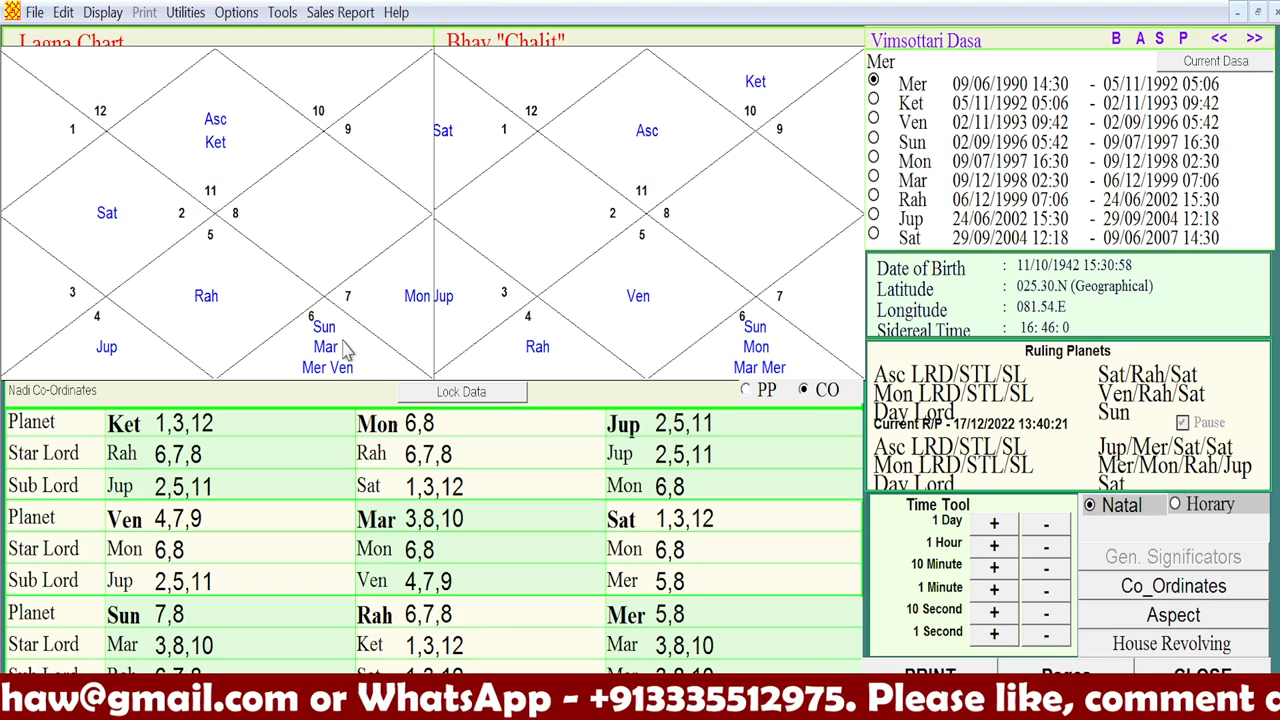 File Edit Display Print Utilities Options Tools Sales Report Help
Lagna Chart
12
1
Asc
Ket
10
9
11
Sat
2
8
5
3
4
Rah
7
6
Mon
Jup
Sun
Mar
Mer Ven
Bhav "Chalit"
Ket
12
Sat
1
Asc
10
9
11
2
8
5
Jup
3
4
Ven
7
6
Rah
Sun
Mon
Mar Mer
Vimsottari Dasa B A S P << >>
Mer Current Dasa
Mer 09/06/1990 14:30 - 05/11/1992 05:06
Ket 05/11/1992 05:06 - 02/11/1993 09:42
Ven 02/11/1993 09:42 - 02/09/1996 05:42
Sun 02/09/1996 05:42 - 09/07/1997 16:30
Mon 09/07/1997 16:30 - 09/12/1998 02:30
Mar 09/12/1998 02:30 - 06/12/1999 07:06
Rah 06/12/1999 07:06 - 24/06/2002 15:30
Jup 24/06/2002 15:30 - 29/09/2004 12:18
Sat 29/09/2004 12:18 - 09/06/2007 14:30
Date of Birth : 11/10/1942 15:30:58
Latitude : 025.30.N (Geographical)
Longitude : 081.54.E
Sidereal Time : 16: 46: 0
Ruling Planets
Asc LRD/STL/SL Sat/Rah/Sat
Mon LRD/STL/SL Ven/Rah/Sat
Day Lord Sun
Current R/P - 17/12/2022 13:40:21 Pause
Asc LRD/STL/SL Jup/Mer/Sat/Sat
Mon LRD/STL/SL Mer/Mon/Rah/Jup
Day Lord Sat
Nadi Co-Ordinates Lock Data PP CO
Planet Ket 1,3,12 Mon 6,8 Jup 2,5,11
Star Lord Rah 6,7,8 Rah 6,7,8 Jup 2,5,11
Sub Lord Jup 2,5,11 Sat 1,3,12 Mon 6,8
Planet Ven 4,7,9 Mar 3,8,10 Sat 1,3,12
Star Lord Mon 6,8 Mon 6,8 Mon 6,8
Sub Lord Jup 2,5,11 Ven 4,7,9 Mer 5,8
Planet Sun 7,8 Rah 6,7,8 Mer 5,8
Star Lord Mar 3,8,10 Ket 1,3,12 Mar 3,8,10
Sub Lord Rah 6,7,8 Sat 1,3,12 Mar 3,8,10
Time Tool
1 Day + -
1 Hour + -
10 Minute + -
1 Minute + -
10 Second + -
1 Second + -
Natal Horary
Gen. Significators
Co_Ordinates
Aspect
House Revolving
PRINT Pages CLOSE
haw@gmail.com or WhatsApp - +913335512975. Please like, comment a